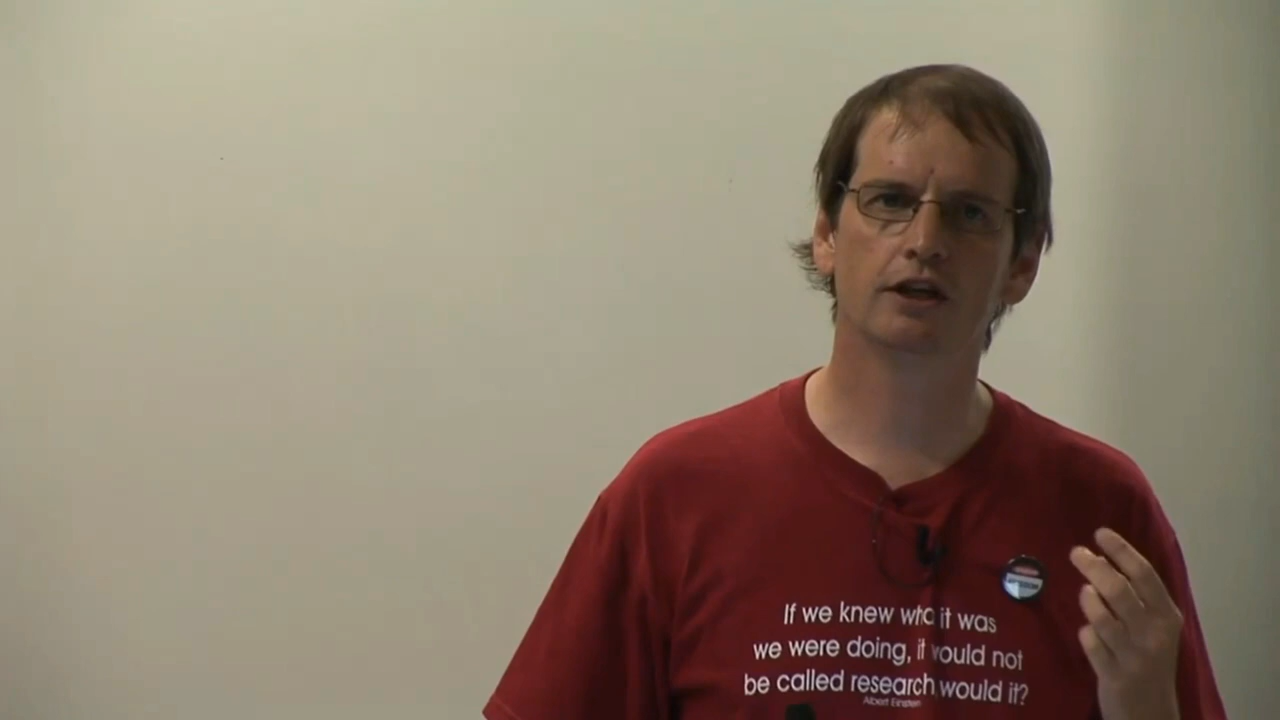 If we knew what it was
we were doing, it would not
be called research, would it?
Albert Einstein